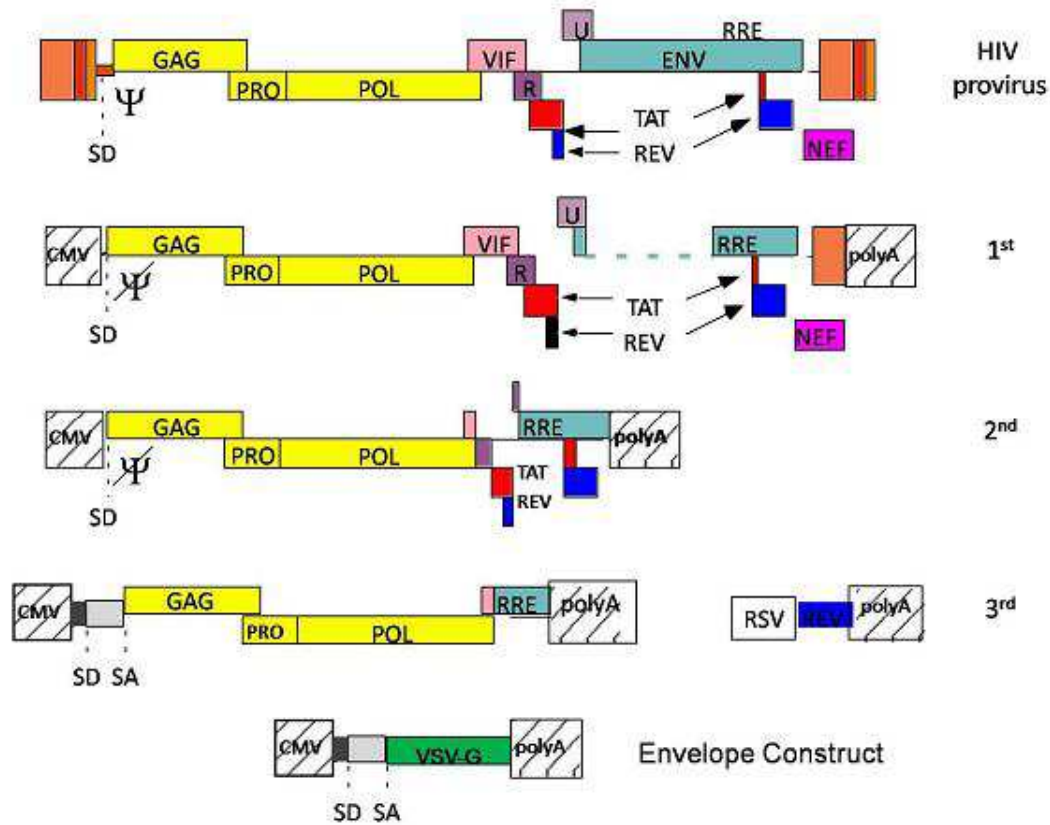 U RRE
GAG VIF ENV HIV
provirus
PRO POL R
Ψ TAT
SD REV
NEF
U
CMV GAG VIF RRE polyA 1st
PRO POL R
Ψ TAT
SD REV
NEF
CMV GAG RRE polyA 2nd
PRO POL
Ψ TAT
REV
SD
CMV GAG RRE polyA RSV REV polyA 3rd
PRO POL
SD SA
CMV VSV-G polyA Envelope Construct
SD SA